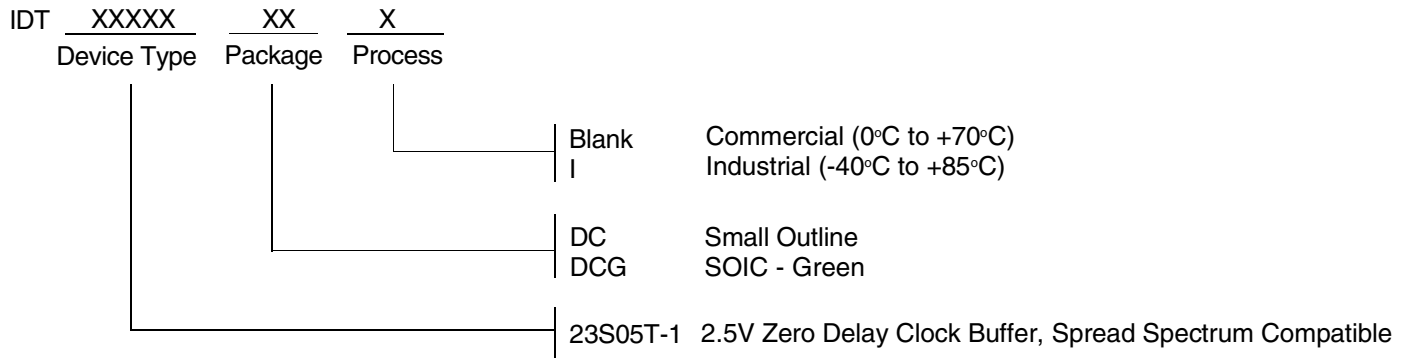 IDT XXXXX XX X
Device Type Package Process
Blank Commercial (0°C to +70°C)
I Industrial (-40°C to +85°C)
DC Small Outline
DCG SOIC - Green
23S05T-1 2.5V Zero Delay Clock Buffer, Spread Spectrum Compatible